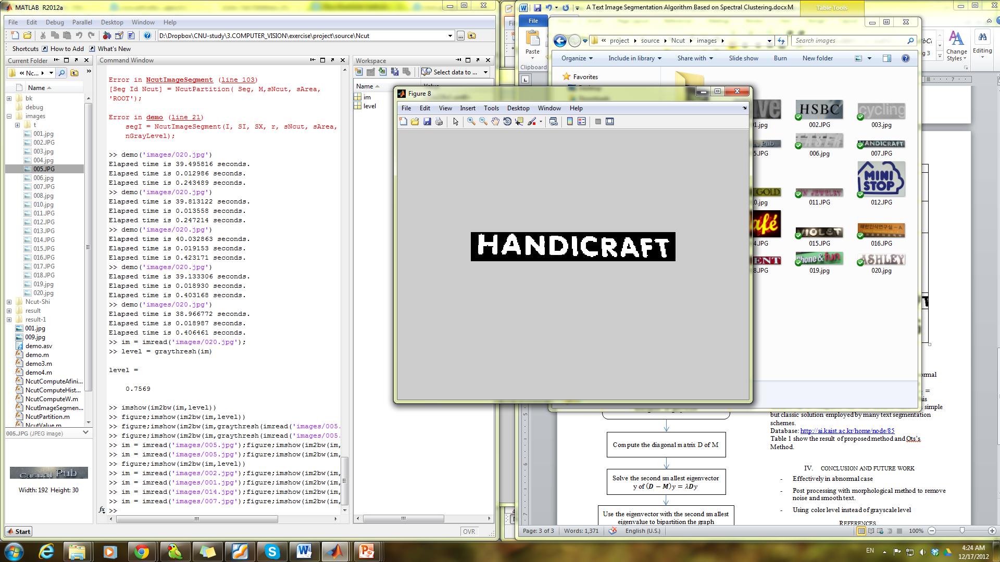 MATLAB R2012a
File Edit Debug Parallel Desktop Window Help
D:\Dropbox\CNU-study\3.COMPUTER_VISION\exercise\project\source\Ncut
Shortcuts How to Add What's New
Current Folder
« Nc...
Name
bk
debug
images
t
001.jpg
002.JPG
003.jpg
004.jpg
005.JPG
006.jpg
007.JPG
008.jpg
010.jpg
011.JPG
012.JPG
013.JPG
014.JPG
015.JPG
016.JPG
017.JPG
018.JPG
019.jpg
020.jpg
Ncut-Shi
result
result-1
001.jpg
009.jpg
demo.asv
demo.m
demo3.m
demo4.m
NcutComputeAfini...
NcutComputeHist...
NcutComputeW.m
NcutImageSegmen...
NcutPartition.m
NcutValue.m
005.JPG (JPEG image)
Casual Pub
Width: 192 Height: 30
Start
Command Window
Error in NcutImageSegment (line 103)
[Seg Id Ncut] = NcutPartition( Seg, M,sNcut, sArea,
'ROOT');
Error in demo (line 21)
segI = NcutImageSegment(I, SI, SX, r, sNcut, sArea,
nGrayLevel);
>> demo('images/020.jpg')
Elapsed time is 39.495816 seconds.
Elapsed time is 0.012986 seconds.
Elapsed time is 0.243489 seconds.
>> demo('images/020.jpg')
Elapsed time is 39.813122 seconds.
Elapsed time is 0.013558 seconds.
Elapsed time is 0.247214 seconds.
>> demo('images/020.jpg')
Elapsed time is 40.032863 seconds.
Elapsed time is 0.019153 seconds.
Elapsed time is 0.423171 seconds.
>> demo('images/020.jpg')
Elapsed time is 39.133306 seconds.
Elapsed time is 0.018930 seconds.
Elapsed time is 0.403168 seconds.
>> demo('images/020.jpg')
Elapsed time is 38.966772 seconds.
Elapsed time is 0.018987 seconds.
Elapsed time is 0.406461 seconds.
>> im = imread('images/020.jpg');
>> level = graythresh(im)
level =
0.7569
>> imshow(im2bw(im,level))
>> figure;imshow(im2bw(im,level))
>> figure;imshow(im2bw(im,graythresh(imread('images/005.
>> figure;imshow(im2bw(im,graythresh(imread('images/005.
>> im = imread('images/005.jpg');figure;imshow(im2bw(im,
>> im = imread('images/005.jpg');figure;imshow(im2bw(im,
>> figure;imshow(im2bw(im,level))
>> im = imread('images/002.jpg');figure;imshow(im2bw(im,
>> im = imread('images/001.jpg');figure;imshow(im2bw(im,
>> im = imread('images/014.jpg');figure;imshow(im2bw(im,
>> im = imread('images/007.jpg');figure;imshow(im2bw(im,
fx >>
Workspace
Select data to ...
Name
im
level
OVR
Figure 8
File Edit View Insert Tools Desktop Window Help
HANDICRAFT
A Text Image Segmentation Algorithm Based on Spectral Clustering.docx M
Table Tools
File
Paste
Clipboard
Change Styles
Editing
« project source Ncut images
Search images
Organize Include in library Share with Slide show Burn New folder
Favorites
HSBC
cycling
002.JPG
003.jpg
Pub
HANDICRAFT
006.jpg
007.JPG
GOLD
MINI
STOP
011.JPG
012.JPG
VIOLET
패턴인식연구실 - A
015.JPG
016.JPG
phone & fun
ASHLEY
019.jpg
020.jpg
simple
but classic solution employed by many text segmentation
schemes.
Database: http://ai.kaist.ac.kr/home/node/85
Table 1 show the result of proposed method and Ots's
Method.
IV. CONCLUSION AND FUTURE WORK
- Effectively in abnormal case
- Post processing with morphological method to remove
noise and smooth text.
- Using color level instead of grayscale level
REFERENCES
Compute the diagonal matrix D of M
Solve the second smallest eigenvector
y of (D − M)y = λDy
Use the eigenvector with the second smallest
eigenvalue to bipartition the graph
Page: 3 of 3 Words: 1,371 English (U.S.) 100%
EN
4:24 AM
12/17/2012